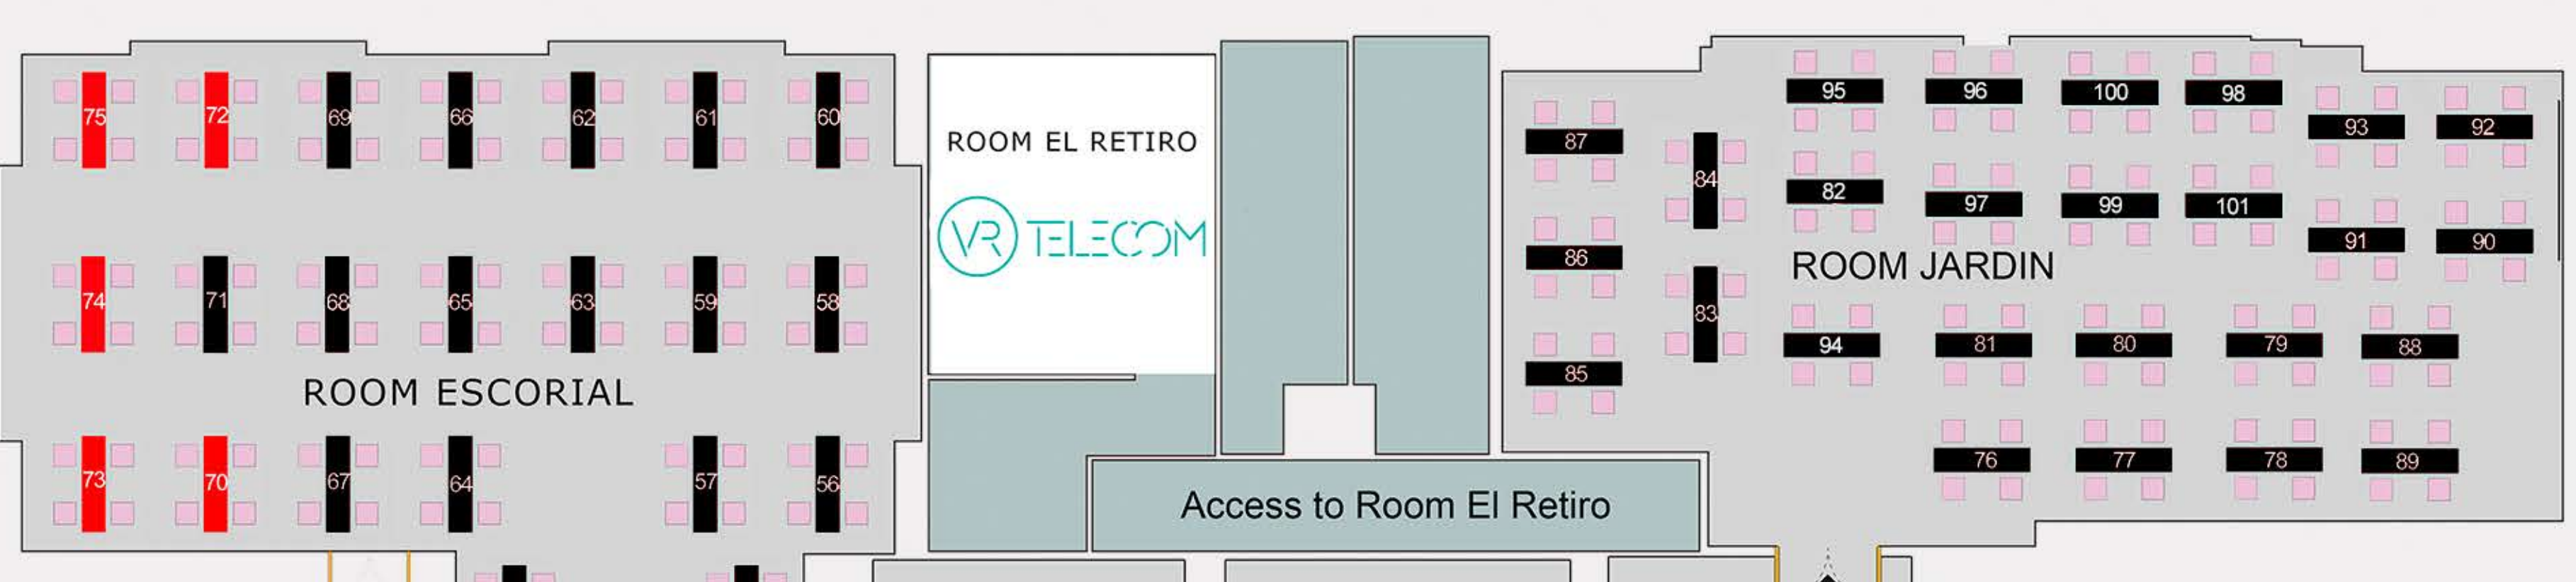 75 72 69 66 62 61 60
74 71 68 65 63 59 58
ROOM ESCORIAL
73 70 67 64 57 56
ROOM EL RETIRO
VR TELECOM
Access to Room El Retiro
95 96 100 98
93 92
87 84
82 97 99 101
91 90
86
ROOM JARDIN
83
94 81 80 79 88
85
76 77 78 89